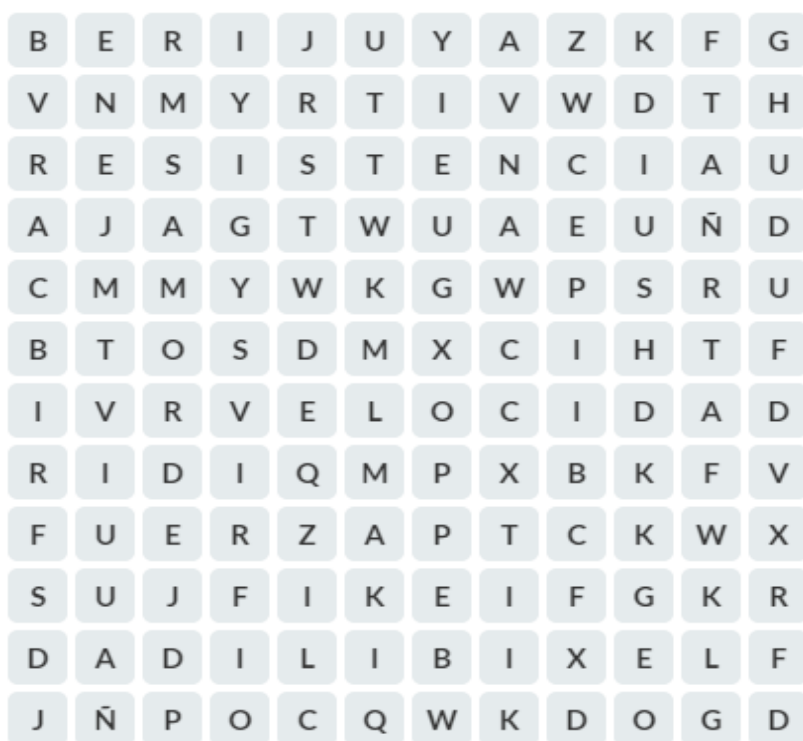 B E R I J U Y A Z K F G
V N M Y R T I V W D T H
R E S I S T E N C I A U
A J A G T W U A E U Ñ D
C M M Y W K G W P S R U
B T O S D M X C I H T F
I V R V E L O C I D A D
R I D I Q M P X B K F V
F U E R Z A P T C K W X
S U J F I K E I F G K R
D A D I L I B I X E L F
J Ñ P O C Q W K D O G D